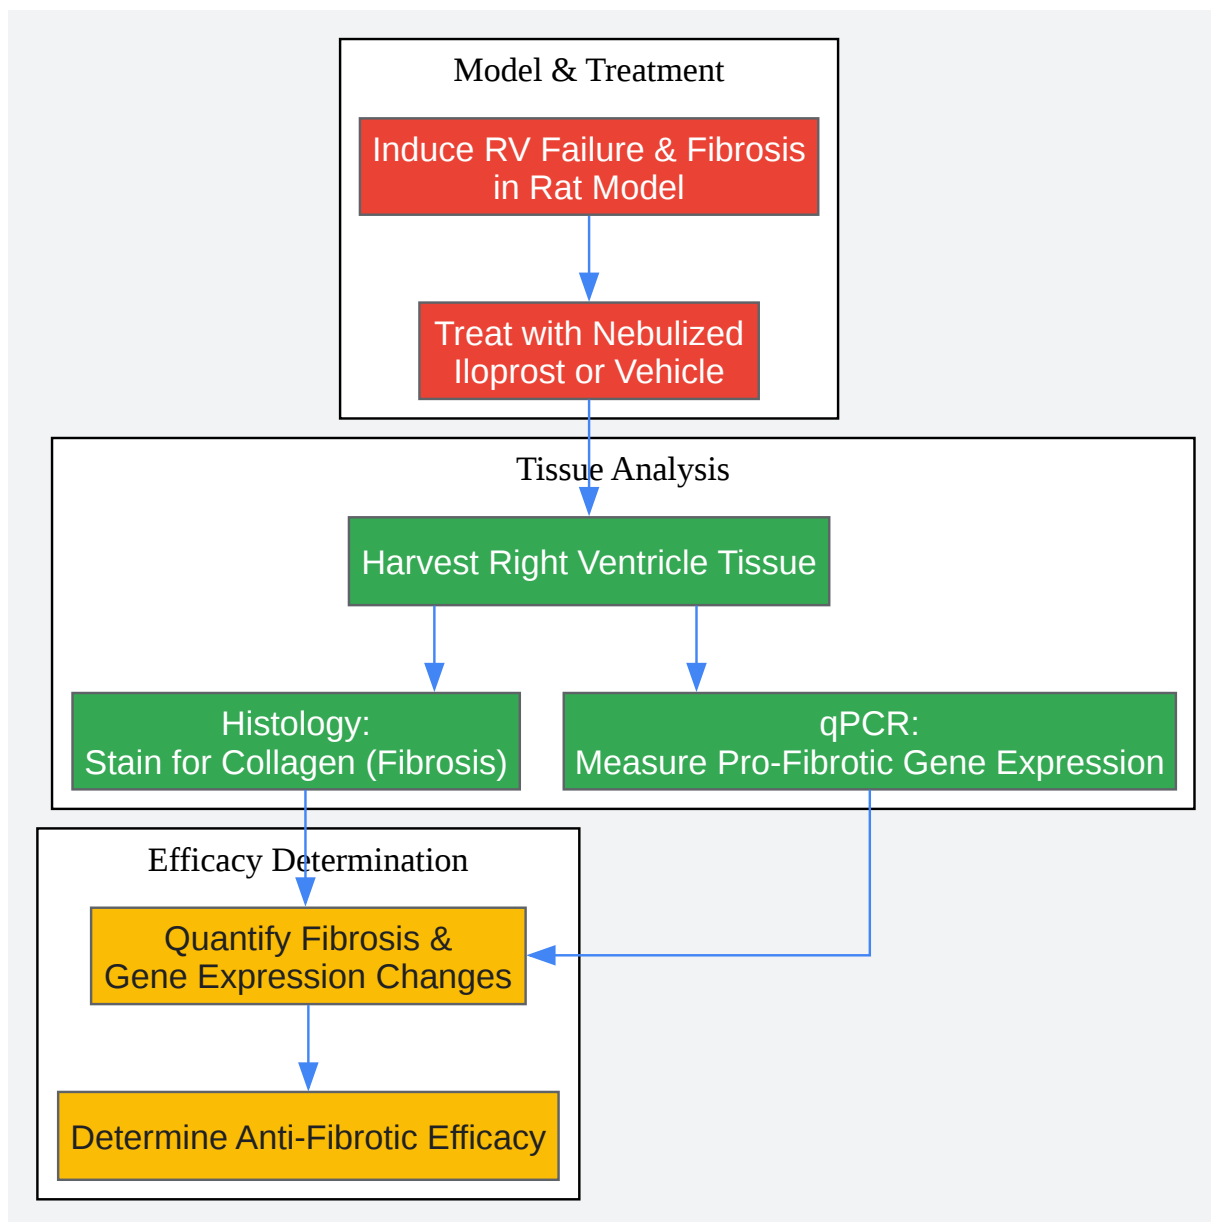 Model & Treatment
Induce RV Failure & Fibrosis
in Rat Model
Treat with Nebulized
Iloprost or Vehicle
Tissue Analysis
Harvest Right Ventricle Tissue
Histology:
Stain for Collagen (Fibrosis)
qPCR:
Measure Pro-Fibrotic Gene Expression
Efficacy Determination
Quantify Fibrosis &
Gene Expression Changes
Determine Anti-Fibrotic Efficacy